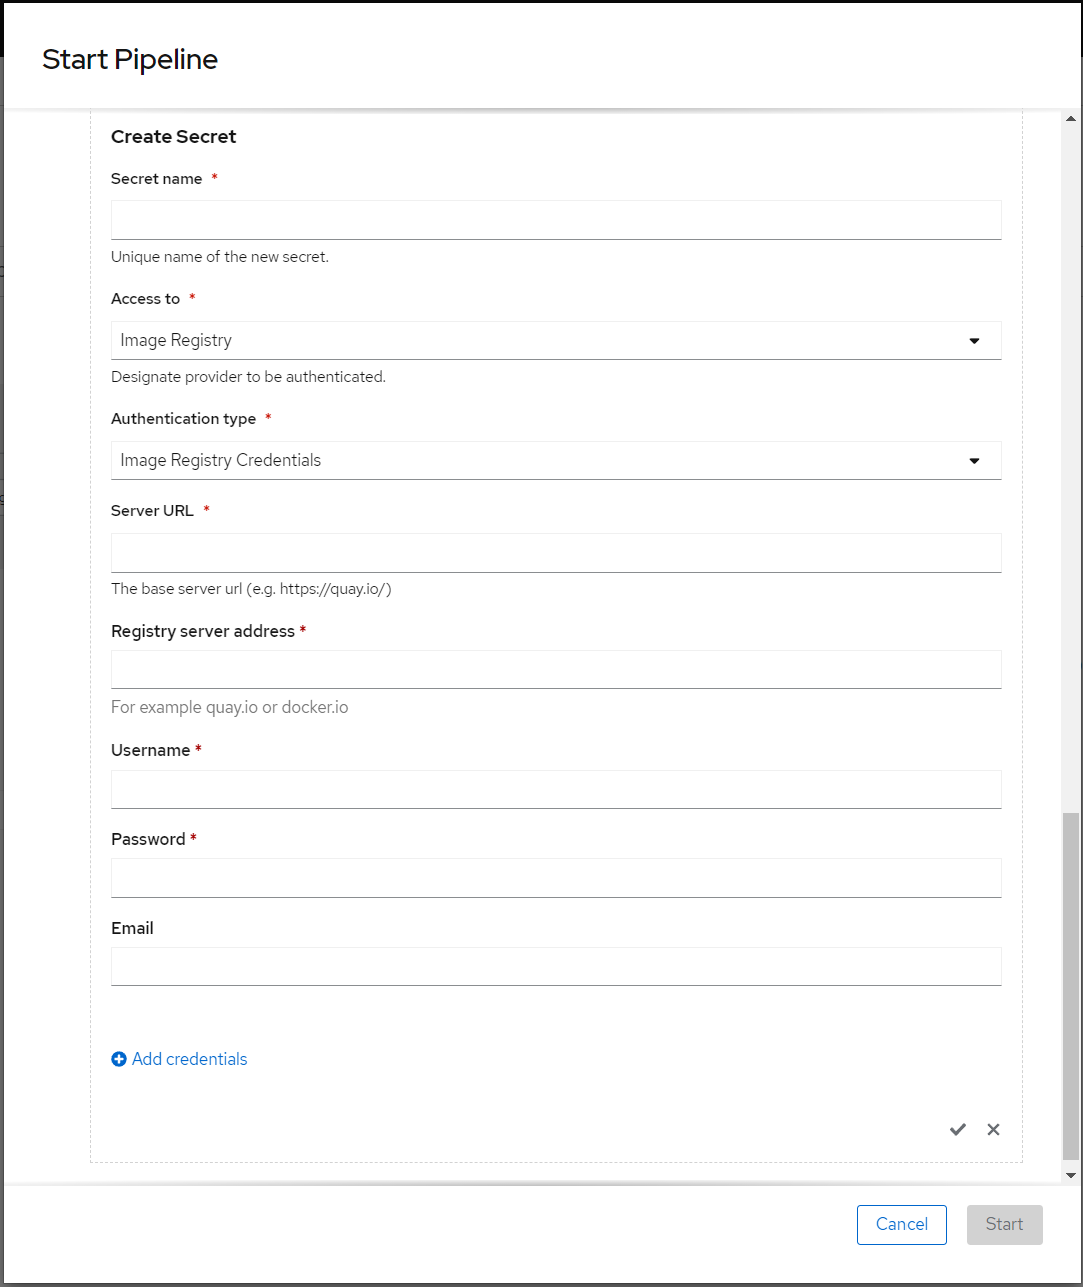 Start Pipeline
Create Secret
Secret name *
Unique name of the new secret.
Access to *
Image Registry
Designate provider to be authenticated.
Authentication type *
Image Registry Credentials
Server URL *
The base server url (e.g. https://quay.io/)
Registry server address *
For example quay.io or docker.io
Username *
Password *
Email
Add credentials
Cancel
Start